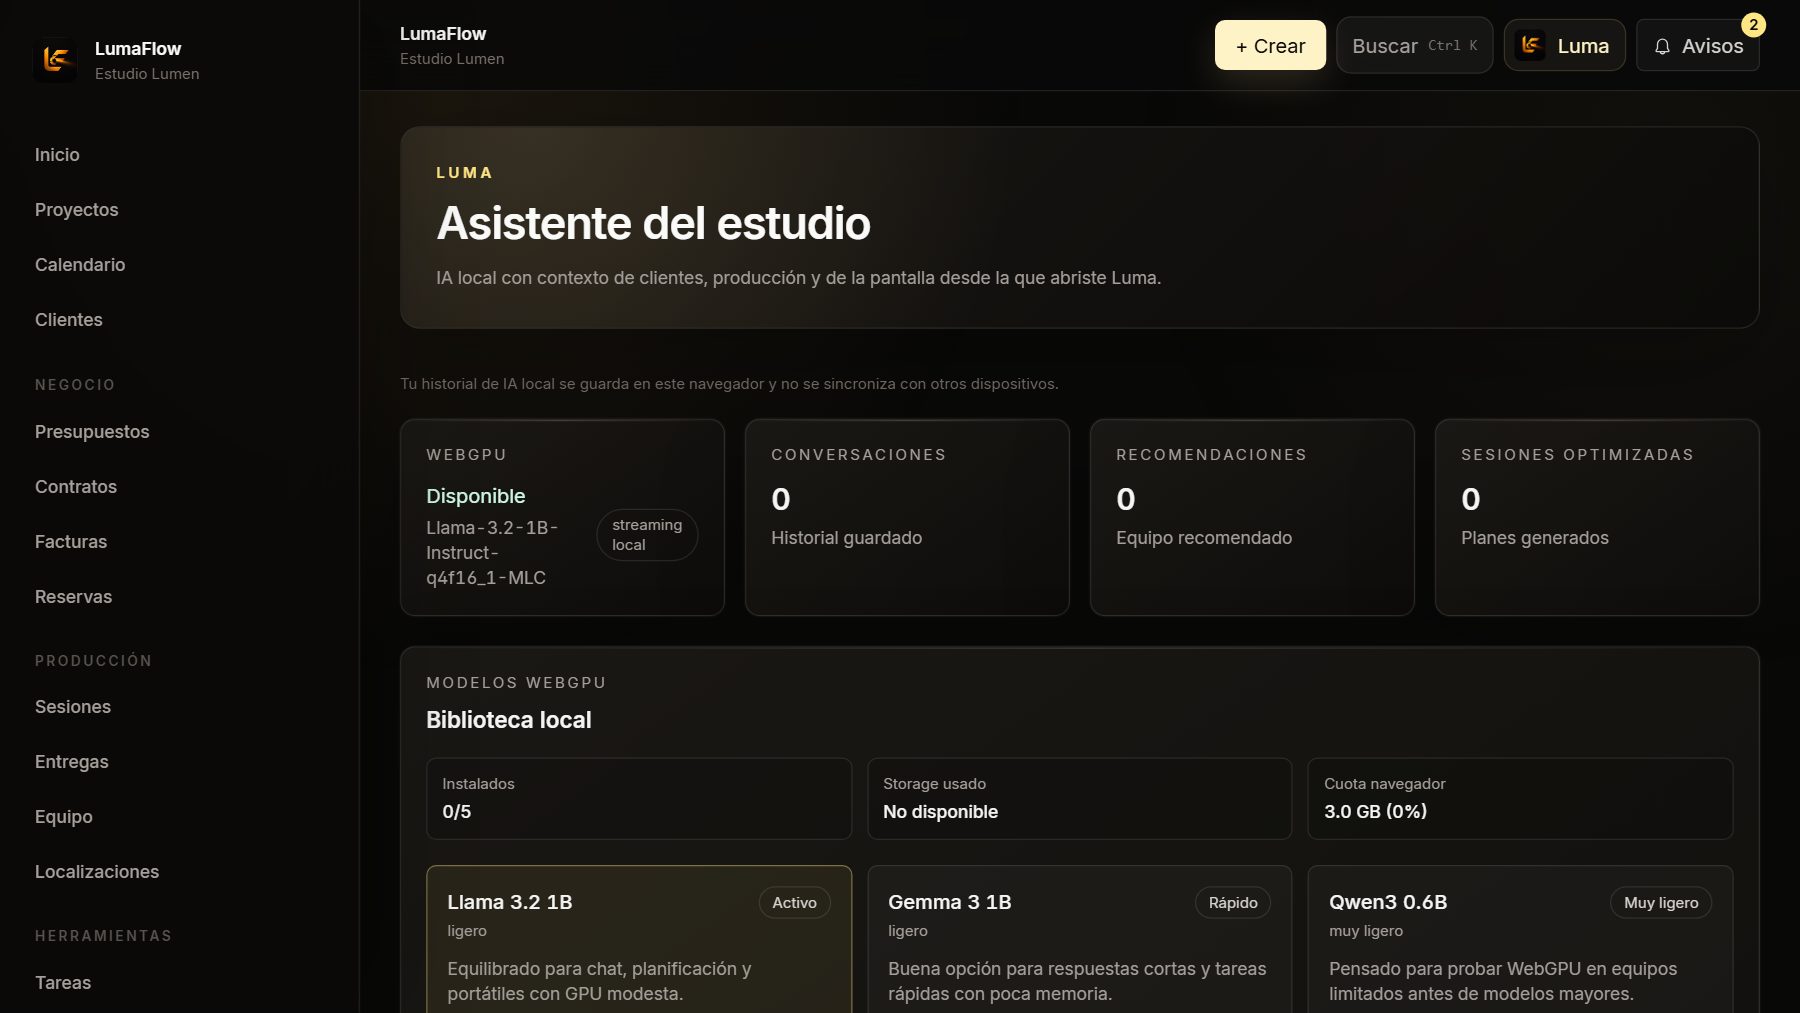 LumaFlow
Estudio Lumen
Inicio
Proyectos
Calendario
Clientes
NEGOCIO
Presupuestos
Contratos
Facturas
Reservas
PRODUCCIÓN
Sesiones
Entregas
Equipo
Localizaciones
HERRAMIENTAS
Tareas
LumaFlow
Estudio Lumen
+ Crear
Buscar Ctrl K
Luma
Avisos
2
LUMA
Asistente del estudio
IA local con contexto de clientes, producción y de la pantalla desde la que abriste Luma.
Tu historial de IA local se guarda en este navegador y no se sincroniza con otros dispositivos.
WEBGPU
Disponible
Llama-3.2-1B-
Instruct-
q4f16_1-MLC
streaming
local
CONVERSACIONES
0
Historial guardado
RECOMENDACIONES
0
Equipo recomendado
SESIONES OPTIMIZADAS
0
Planes generados
MODELOS WEBGPU
Biblioteca local
Instalados
0/5
Storage usado
No disponible
Cuota navegador
3.0 GB (0%)
Llama 3.2 1B
Activo
ligero
Equilibrado para chat, planificación y
portátiles con GPU modesta.
Gemma 3 1B
Rápido
ligero
Buena opción para respuestas cortas y tareas
rápidas con poca memoria.
Qwen3 0.6B
Muy ligero
muy ligero
Pensado para probar WebGPU en equipos
limitados antes de modelos mayores.